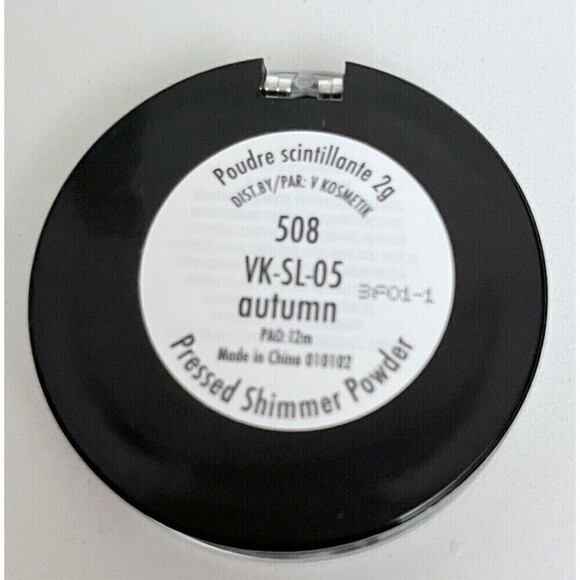 Poudre scintillante 2g
DIST.BY/PAR: V KOSMETIK
508
VK-SL-05
3F01-1
autumn
PAO:12m
Made in China 010102
Pressed Shimmer Powder